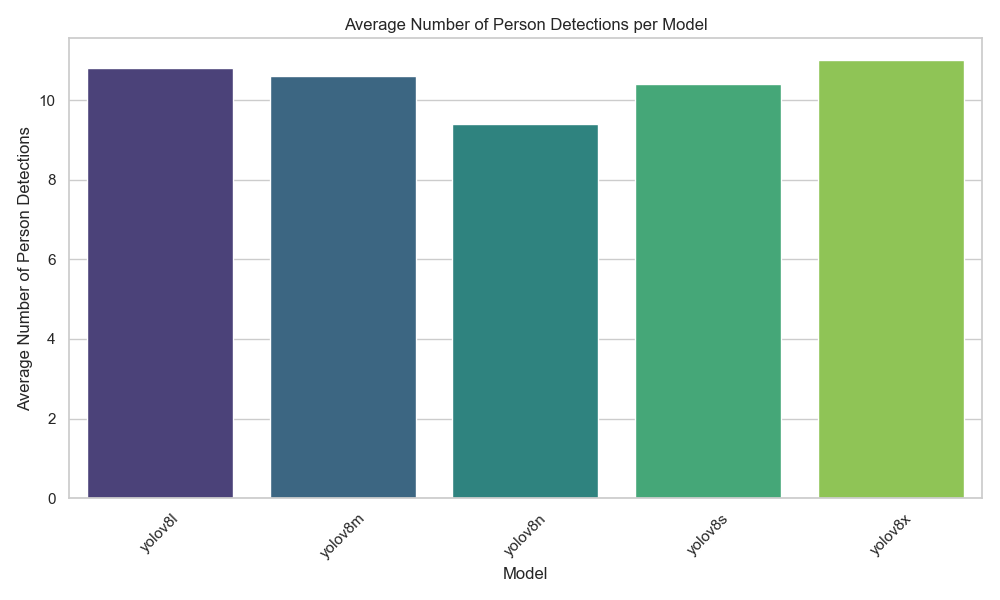 Average Number of Person Detections per Model
Average Number of Person Detections
10
8
6
4
2
0
yolov8l
yolov8m
yolov8n
yolov8s
yolov8x
Model